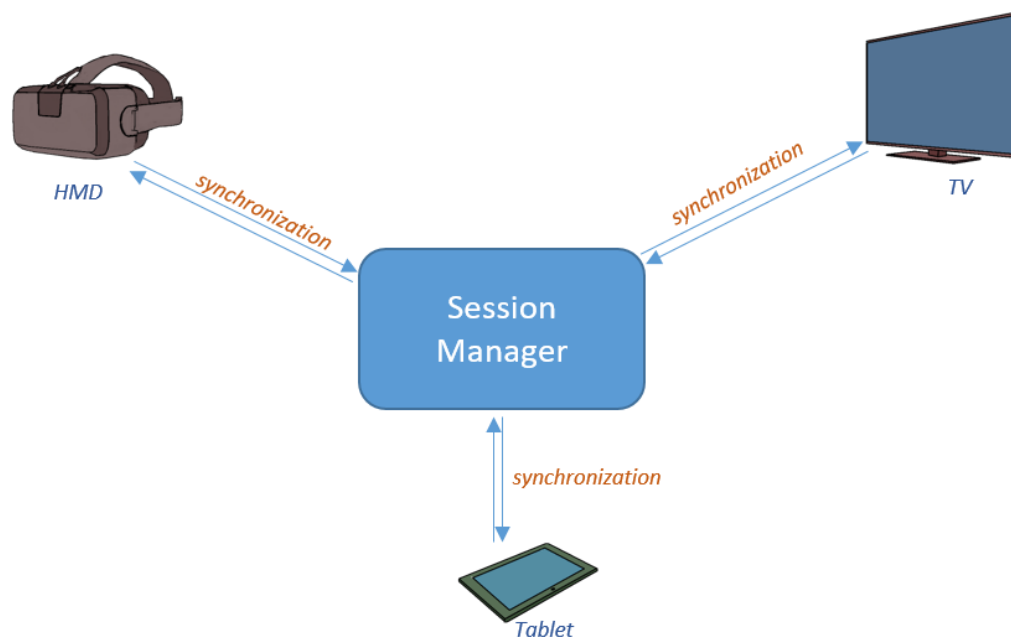 HMD
synchronization
synchronization
TV
Session
Manager
synchronization
Tablet